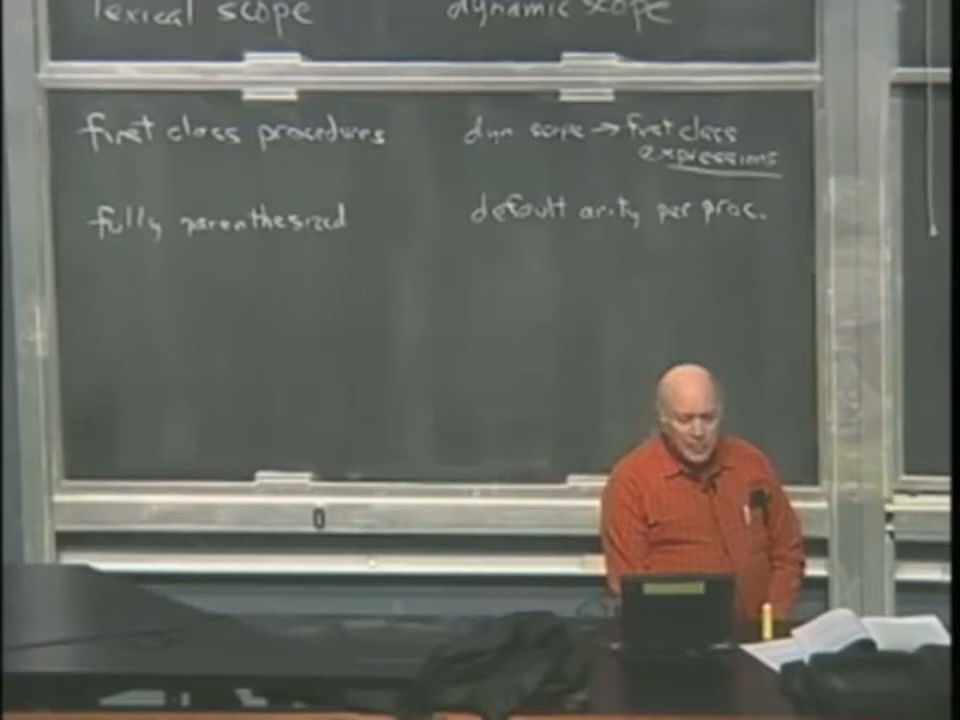 lexical scope
dynamic scope
first class procedures
dyn scope → first class
expressions
fully parenthesized
default arity per proc.